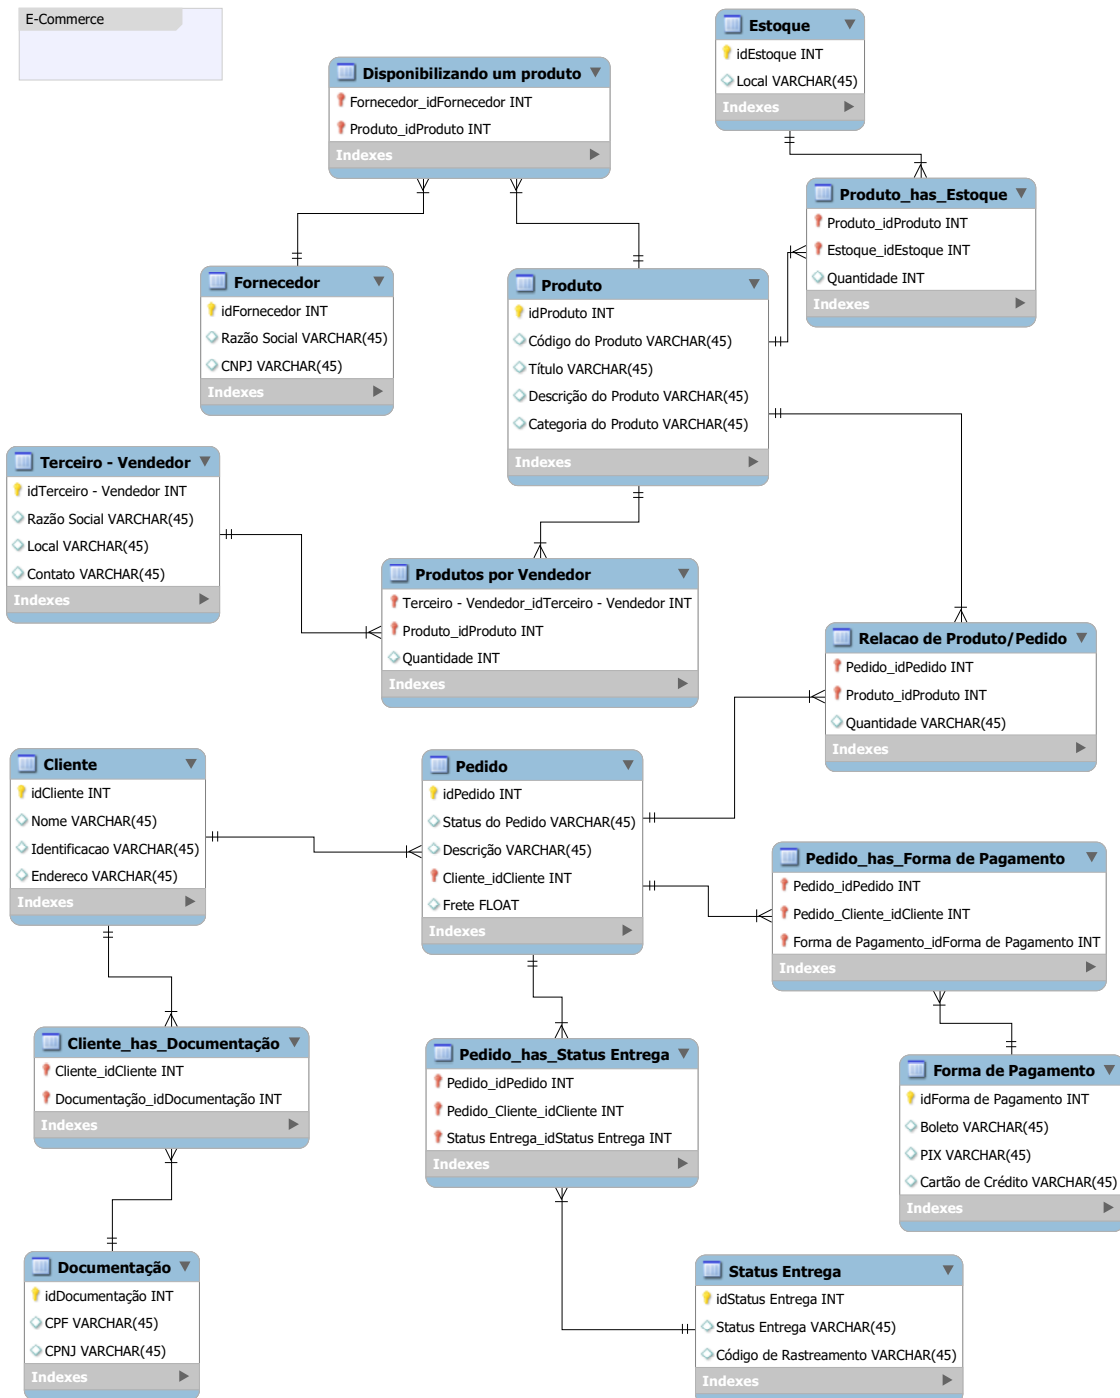 E-Commerce
Estoque
idEstoque INT
Local VARCHAR(45)
Indexes
Disponibilizando um produto
Fornecedor_idFornecedor INT
Produto_idProduto INT
Indexes
Produto_has_Estoque
Produto_idProduto INT
Estoque_idEstoque INT
Quantidade INT
Indexes
Fornecedor
idFornecedor INT
Razão Social VARCHAR(45)
CNPJ VARCHAR(45)
Indexes
Produto
idProduto INT
Código do Produto VARCHAR(45)
Título VARCHAR(45)
Descrição do Produto VARCHAR(45)
Categoria do Produto VARCHAR(45)
Indexes
Terceiro - Vendedor
idTerceiro - Vendedor INT
Razão Social VARCHAR(45)
Local VARCHAR(45)
Contato VARCHAR(45)
Indexes
Produtos por Vendedor
Terceiro - Vendedor_idTerceiro - Vendedor INT
Produto_idProduto INT
Quantidade INT
Indexes
Relacao de Produto/Pedido
Pedido_idPedido INT
Produto_idProduto INT
Quantidade VARCHAR(45)
Indexes
Cliente
idCliente INT
Nome VARCHAR(45)
Identificacao VARCHAR(45)
Endereco VARCHAR(45)
Indexes
Pedido
idPedido INT
Status do Pedido VARCHAR(45)
Descrição VARCHAR(45)
Cliente_idCliente INT
Frete FLOAT
Indexes
Pedido_has_Forma de Pagamento
Pedido_idPedido INT
Pedido_Cliente_idCliente INT
Forma de Pagamento_idForma de Pagamento INT
Indexes
Cliente_has_Documentação
Cliente_idCliente INT
Documentação_idDocumentação INT
Indexes
Pedido_has_Status Entrega
Pedido_idPedido INT
Pedido_Cliente_idCliente INT
Status Entrega_idStatus Entrega INT
Indexes
Forma de Pagamento
idForma de Pagamento INT
Boleto VARCHAR(45)
PIX VARCHAR(45)
Cartão de Crédito VARCHAR(45)
Indexes
Documentação
idDocumentação INT
CPF VARCHAR(45)
CPNJ VARCHAR(45)
Indexes
Status Entrega
idStatus Entrega INT
Status Entrega VARCHAR(45)
Código de Rastreamento VARCHAR(45)
Indexes